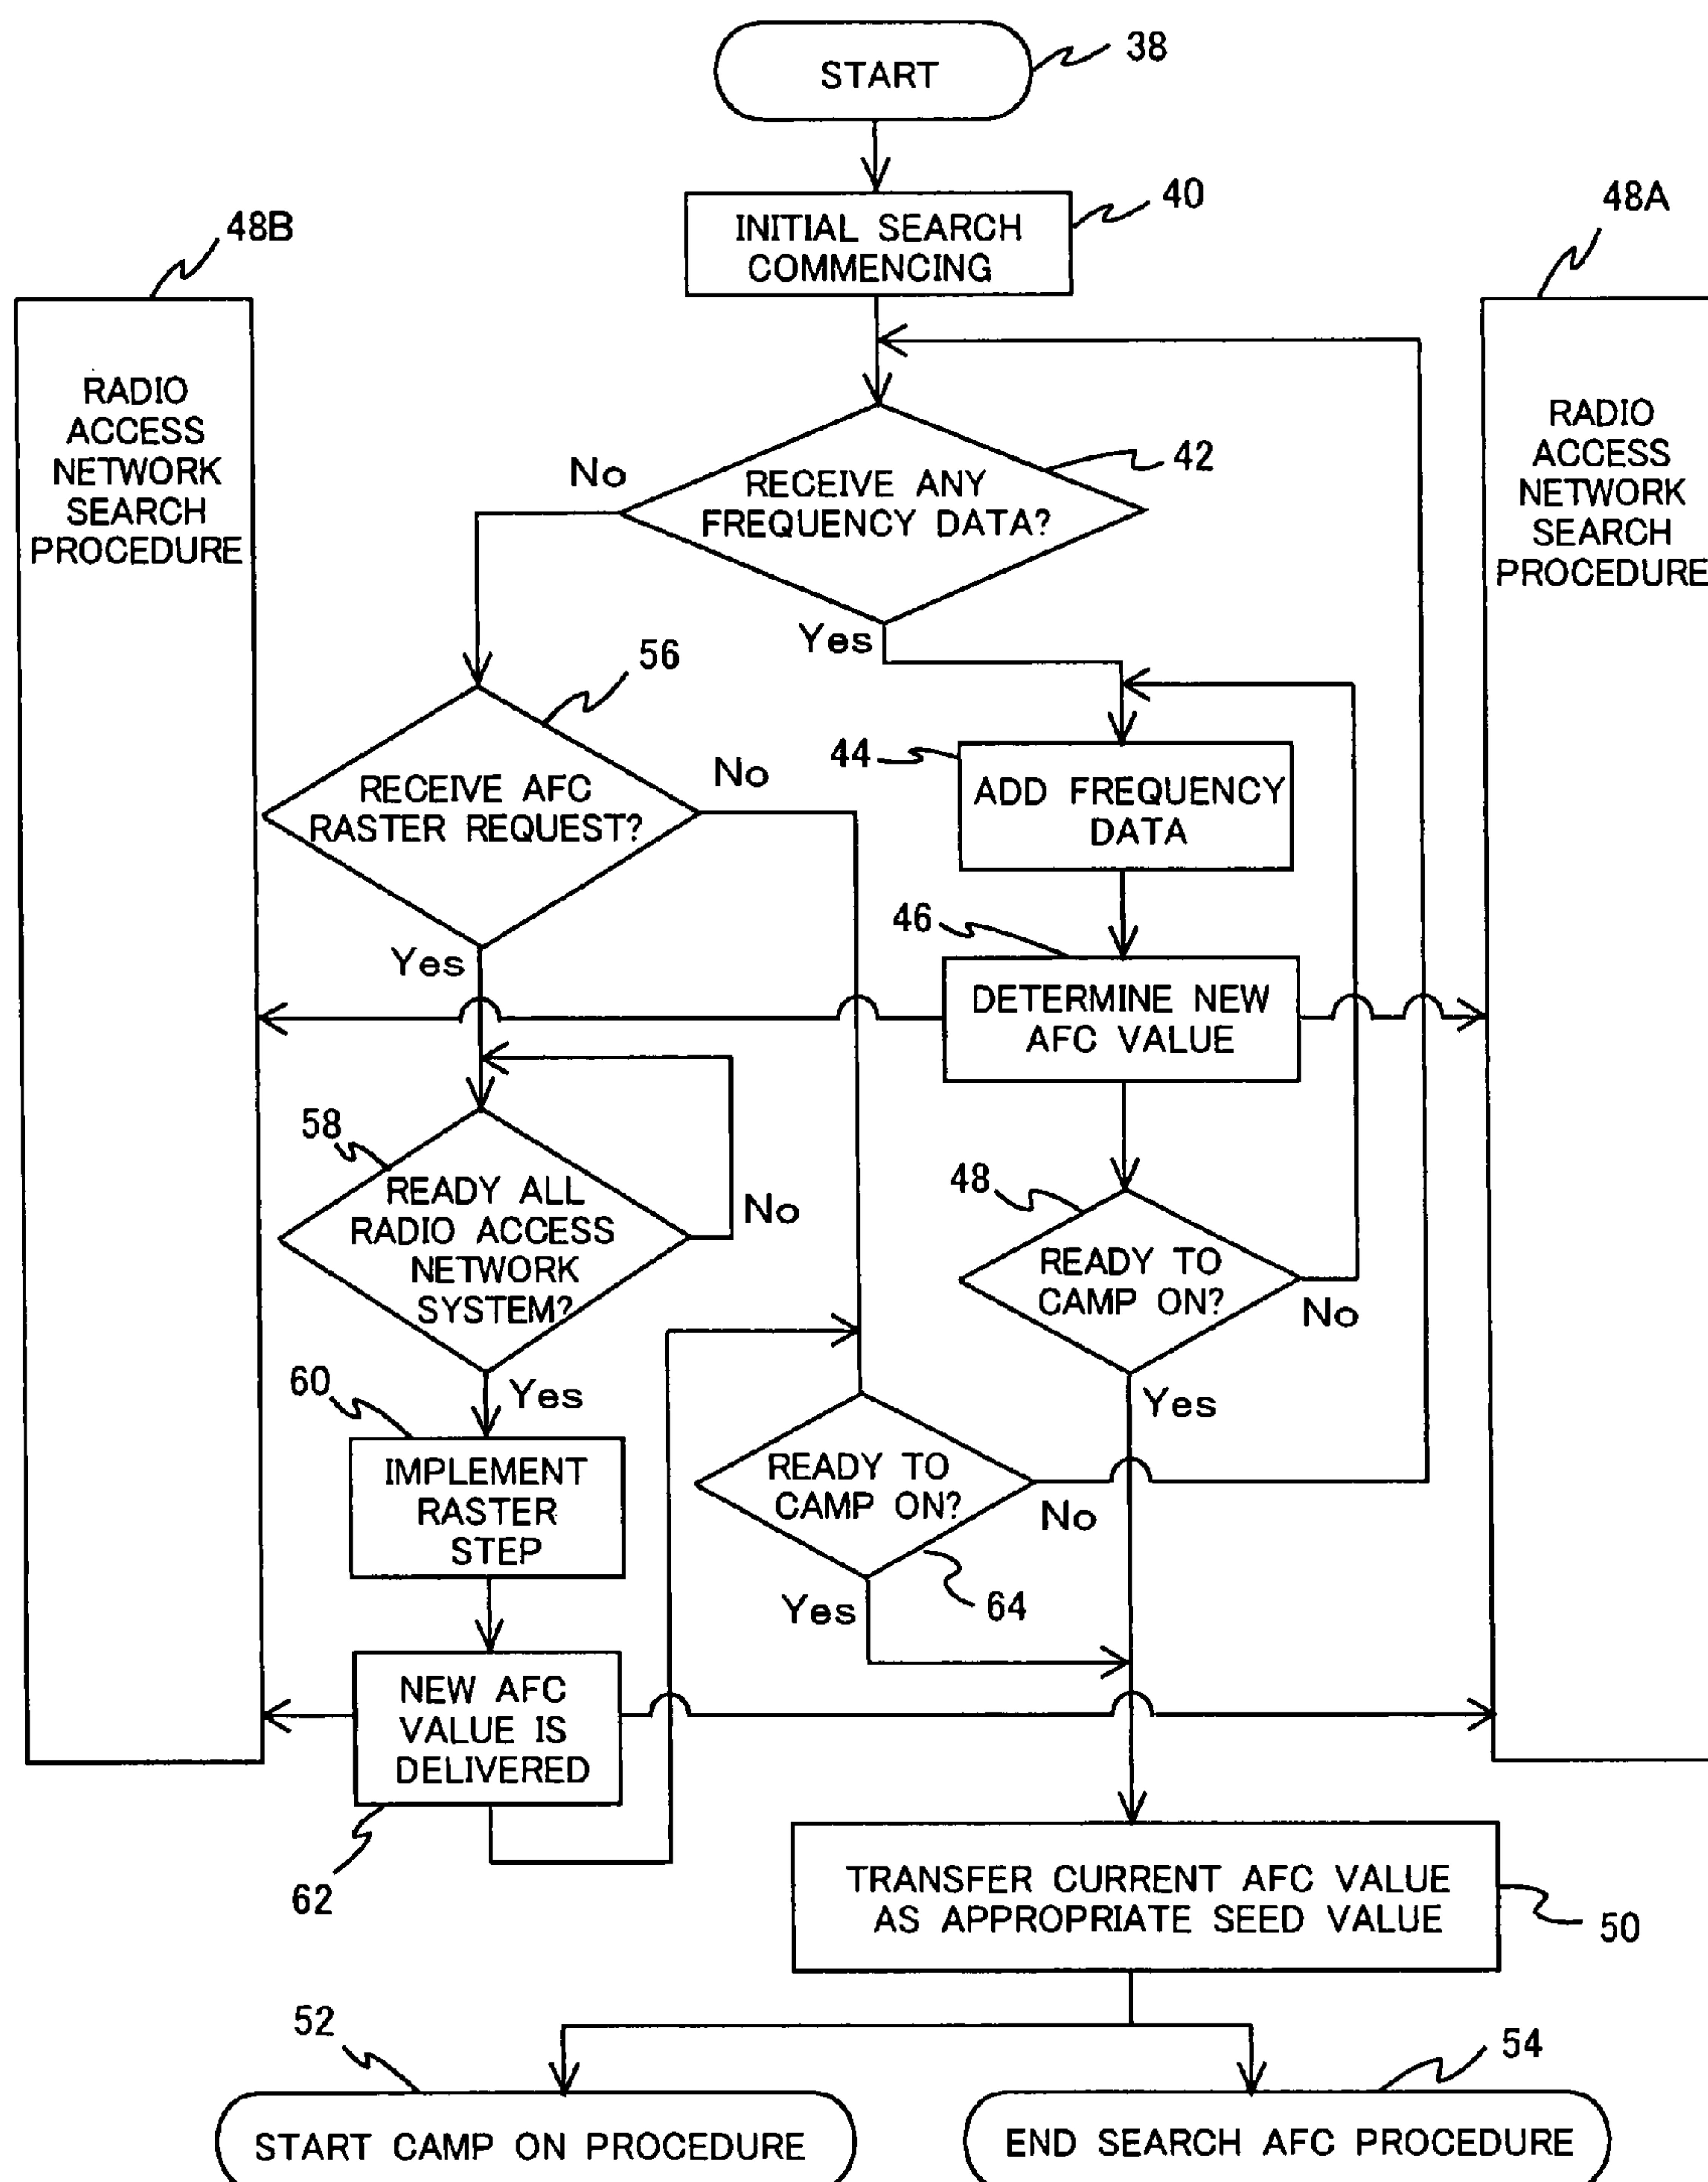 START
38
INITIAL SEARCH
COMMENCING
40
48B
48A
RADIO
ACCESS
NETWORK
SEARCH
PROCEDURE
RADIO
ACCESS
NETWORK
SEARCH
PROCEDURE
No
RECEIVE ANY
FREQUENCY DATA?
42
Yes
56
RECEIVE AFC
RASTER REQUEST?
No
Yes
44
ADD FREQUENCY
DATA
46
DETERMINE NEW
AFC VALUE
58
READY ALL
RADIO ACCESS
NETWORK
SYSTEM?
No
Yes
48
READY TO
CAMP ON?
No
Yes
60
IMPLEMENT
RASTER
STEP
READY TO
CAMP ON?
No
Yes
64
NEW AFC
VALUE IS
DELIVERED
62
TRANSFER CURRENT AFC VALUE
AS APPROPRIATE SEED VALUE
50
52
54
START CAMP ON PROCEDURE
END SEARCH AFC PROCEDURE